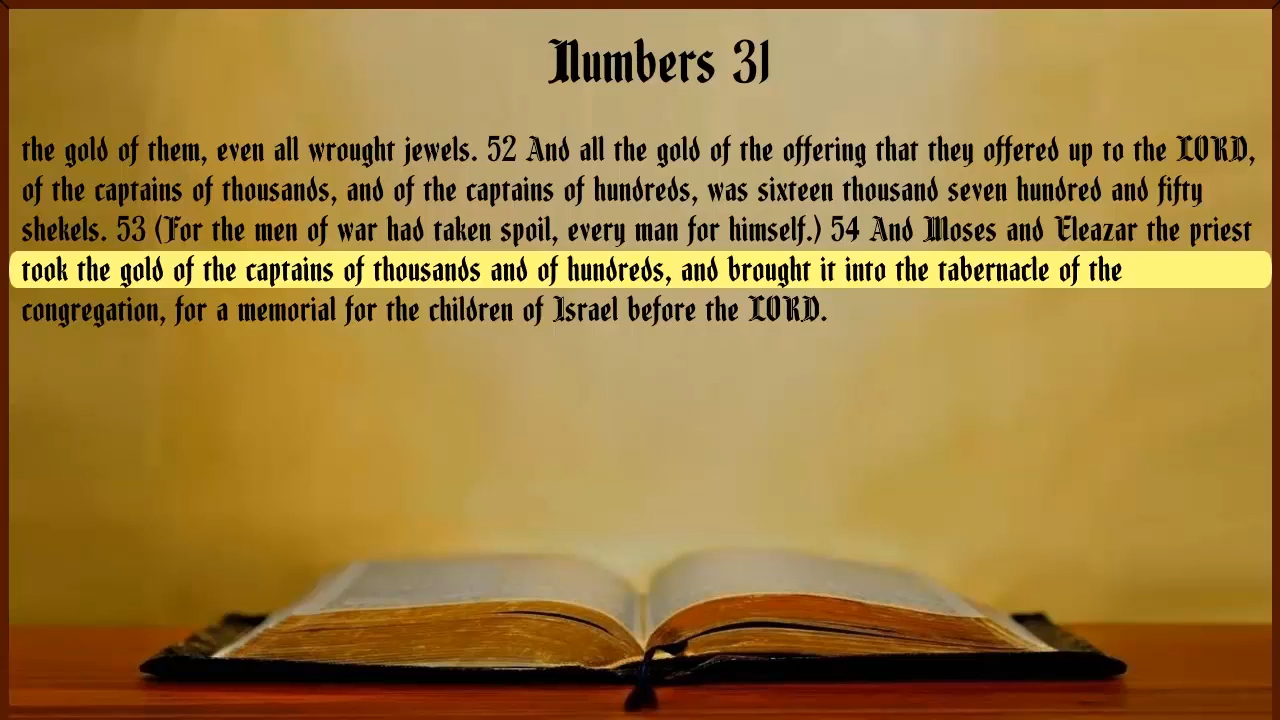 Numbers 31
the gold of them, even all wrought jewels. 52 And all the gold of the offering that they offered up to the LORD,
of the captains of thousands, and of the captains of hundreds, was sixteen thousand seven hundred and fifty
shekels. 53 (For the men of war had taken spoil, every man for himself.) 54 And Moses and Eleazar the priest
took the gold of the captains of thousands and of hundreds, and brought it into the tabernacle of the
congregation, for a memorial for the children of Israel before the LORD.